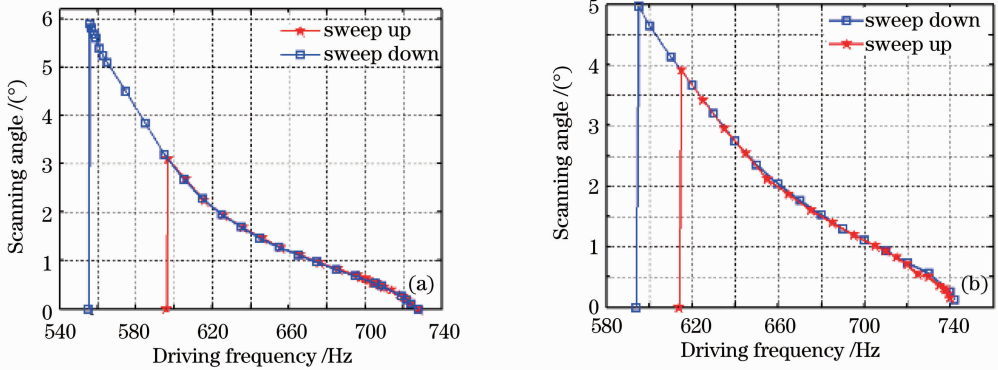 6
5
4
3
2
1
0
Scanning angle /(°)
sweep up
sweep down
(a)
540
580
620
660
700
740
Driving frequency /Hz
5
4
3
2
1
0
Scanning angle /(°)
sweep down
sweep up
(b)
580
620
660
700
740
Driving frequency /Hz